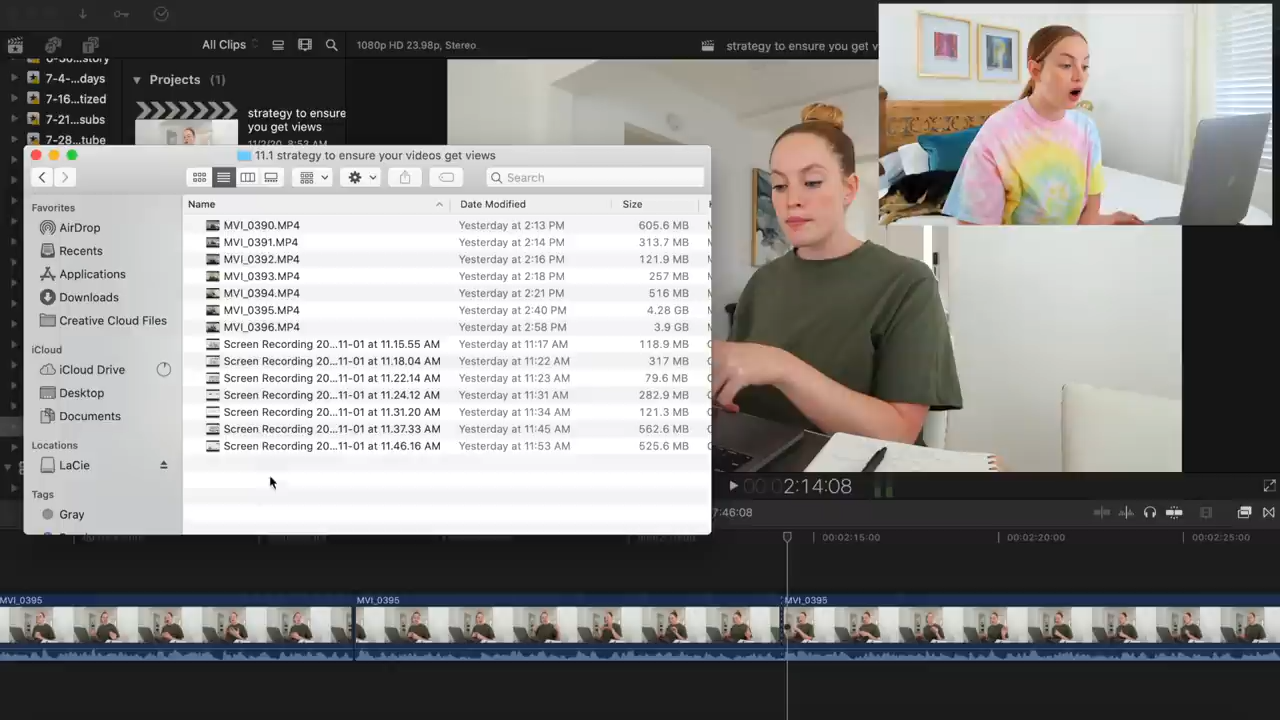 All Clips
1080p HD 23.98p, Stereo
strategy to ensure you get v
7-4-...days
7-16...tized
7-21...subs
7-28...tube
Projects (1)
strategy to ensure
you get views
11/2/20, 8:53 AM
11.1 strategy to ensure your videos get views
Search
Favorites
AirDrop
Recents
Applications
Downloads
Creative Cloud Files
iCloud
iCloud Drive
Desktop
Documents
Locations
LaCie
Tags
Gray
Name Date Modified Size
MVI_0390.MP4 Yesterday at 2:13 PM 605.6 MB
MVI_0391.MP4 Yesterday at 2:14 PM 313.7 MB
MVI_0392.MP4 Yesterday at 2:16 PM 121.9 MB
MVI_0393.MP4 Yesterday at 2:18 PM 257 MB
MVI_0394.MP4 Yesterday at 2:21 PM 516 MB
MVI_0395.MP4 Yesterday at 2:40 PM 4.28 GB
MVI_0396.MP4 Yesterday at 2:58 PM 3.9 GB
Screen Recording 20...11-01 at 11.15.55 AM Yesterday at 11:17 AM 118.9 MB
Screen Recording 20...11-01 at 11.18.04 AM Yesterday at 11:22 AM 317 MB
Screen Recording 20...11-01 at 11.22.14 AM Yesterday at 11:23 AM 79.6 MB
Screen Recording 20...11-01 at 11.24.12 AM Yesterday at 11:31 AM 282.9 MB
Screen Recording 20...11-01 at 11.31.20 AM Yesterday at 11:34 AM 121.3 MB
Screen Recording 20...11-01 at 11.37.33 AM Yesterday at 11:45 AM 562.6 MB
Screen Recording 20...11-01 at 11.46.16 AM Yesterday at 11:53 AM 525.6 MB
00:00:02:14:08
7:46:08
00:02:15:00 00:02:20:00 00:02:25:00
MVI_0395 MVI_0395 MVI_0395